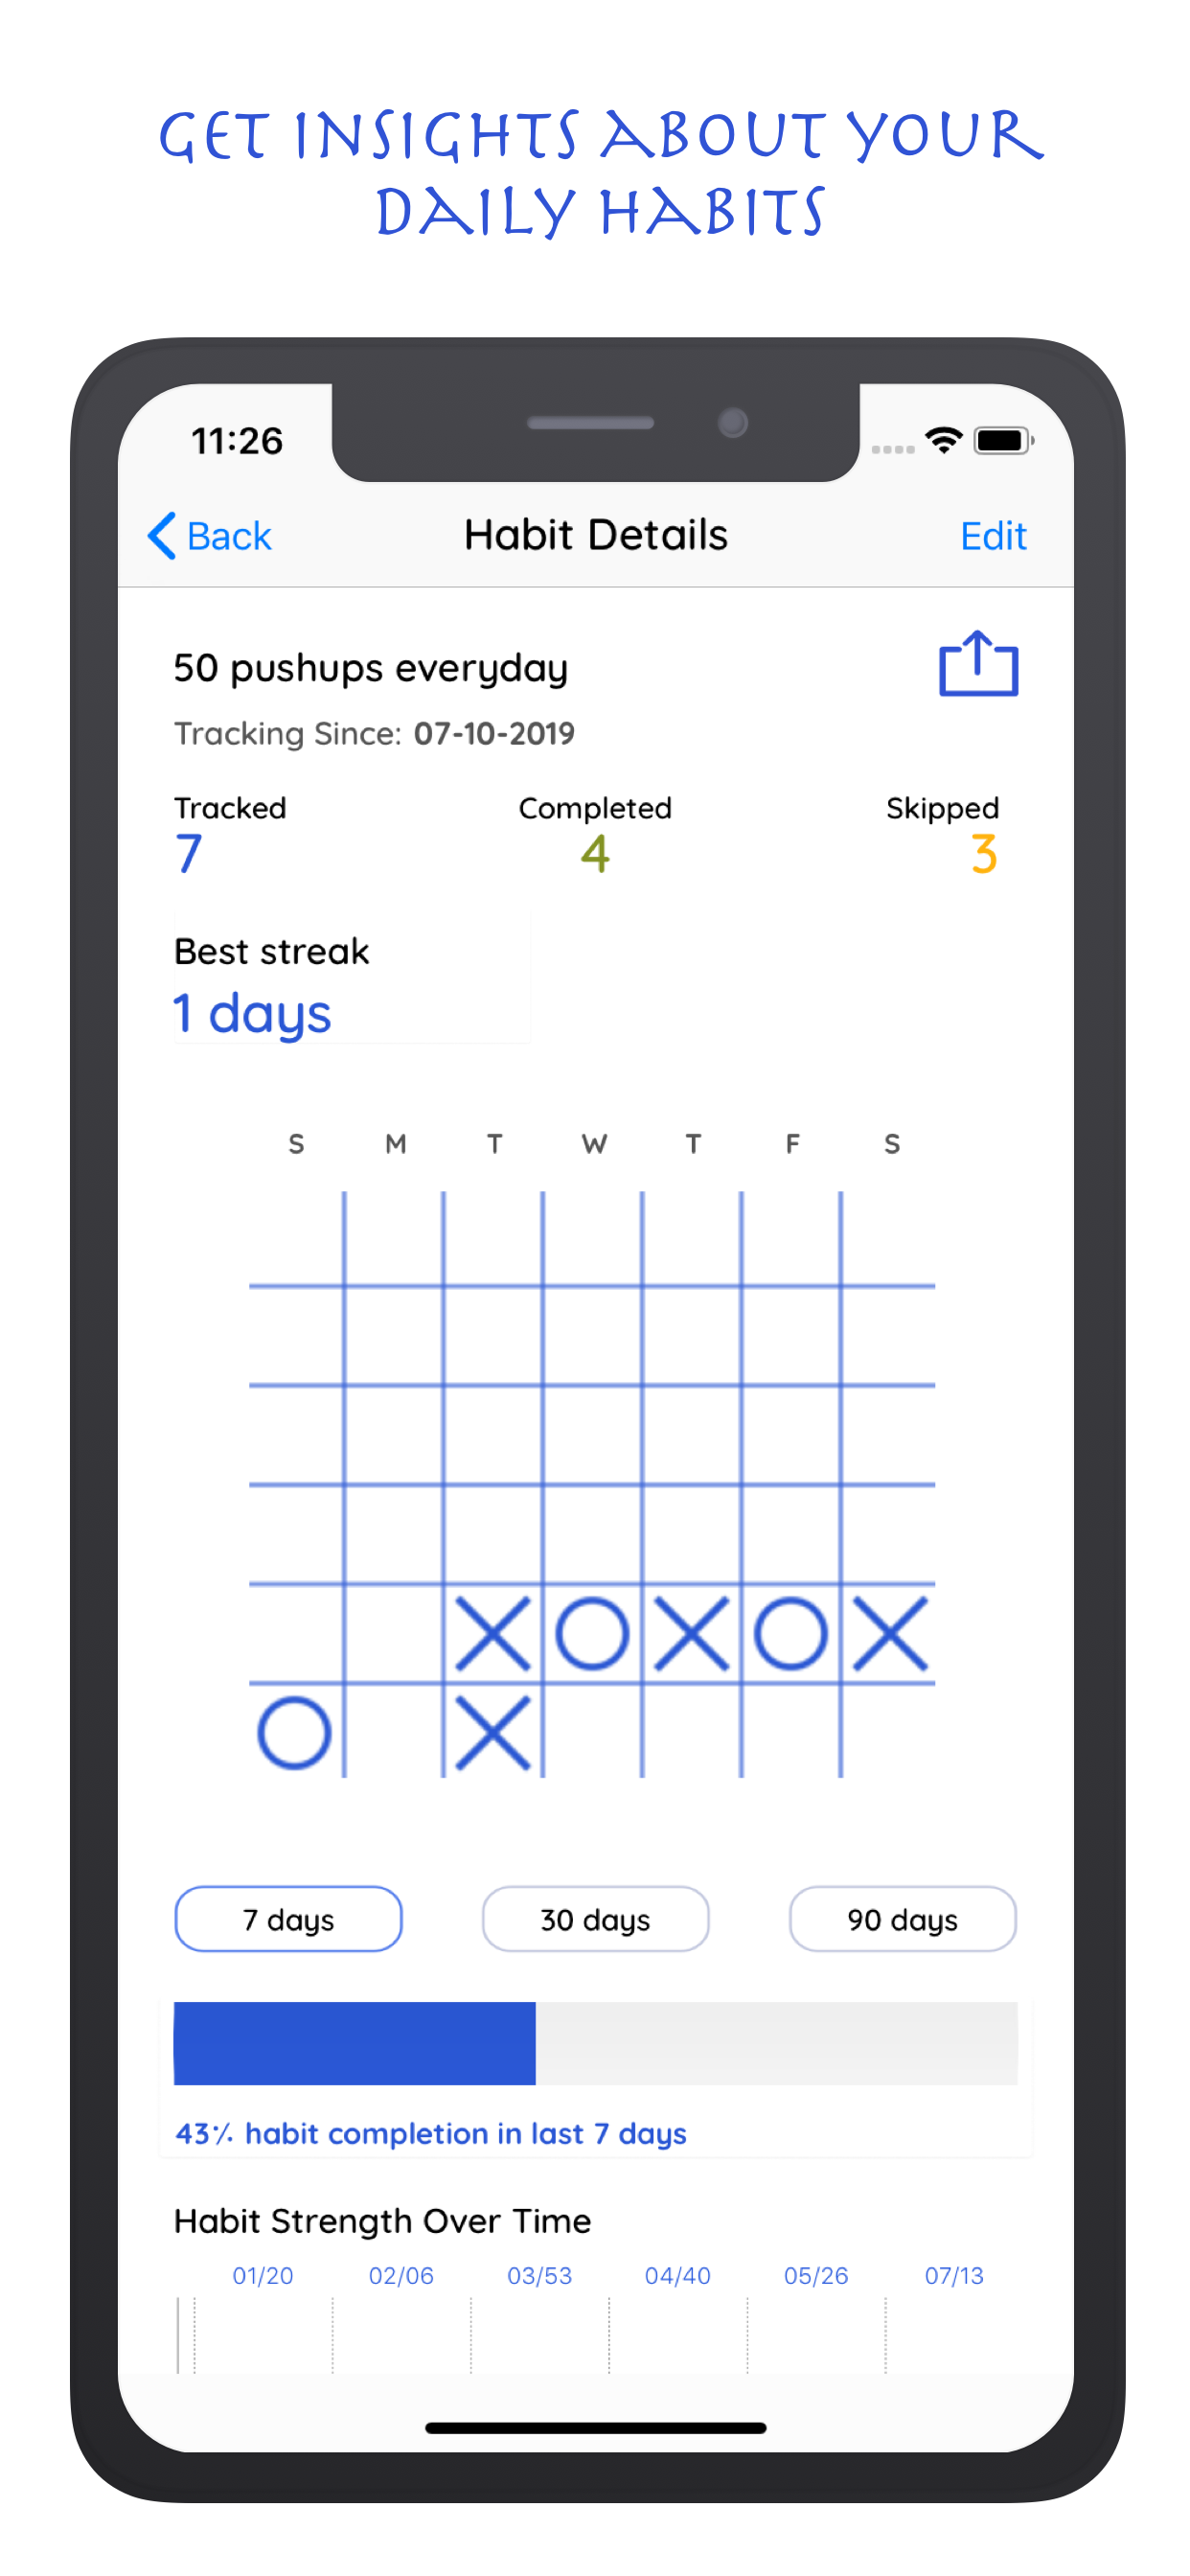 GET INSIGHTS ABOUT YOUR
DAILY HABITS
11:26
Back Habit Details Edit
50 pushups everyday
Tracking Since: 07-10-2019
Tracked Completed Skipped
7 4 3
Best streak
1 days
S M T W T F S
X O X O X
O X
7 days 30 days 90 days
43% habit completion in last 7 days
Habit Strength Over Time
01/20 02/06 03/53 04/40 05/26 07/13